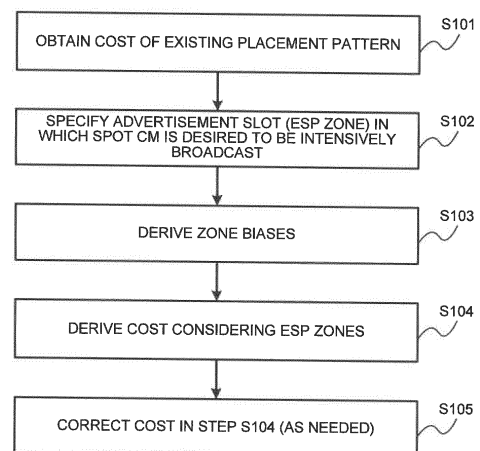 S101
OBTAIN COST OF EXISTING PLACEMENT PATTERN
S102
SPECIFY ADVERTISEMENT SLOT (ESP ZONE) IN
WHICH SPOT CM IS DESIRED TO BE INTENSIVELY
BROADCAST
S103
DERIVE ZONE BIASES
S104
DERIVE COST CONSIDERING ESP ZONES
S105
CORRECT COST IN STEP S104 (AS NEEDED)